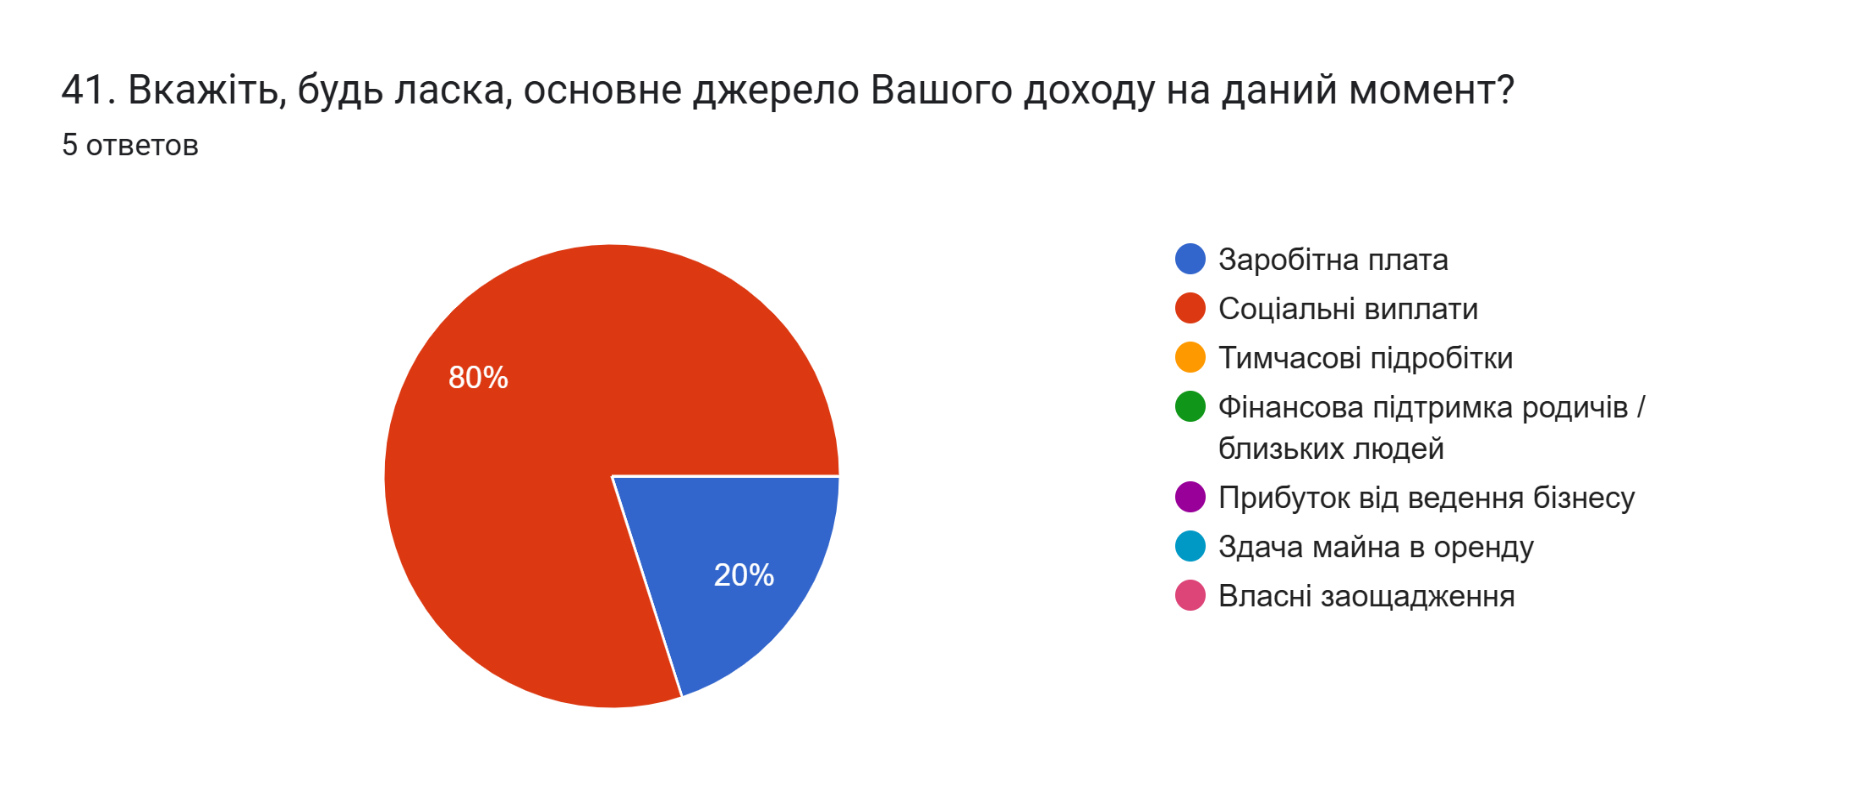 41. Вкажіть, будь ласка, основне джерело Вашого доходу на даний момент?
5 ответов
80%
20%
Заробітна плата
Соціальні виплати
Тимчасові підробітки
Фінансова підтримка родичів /
близьких людей
Прибуток від ведення бізнесу
Здача майна в оренду
Власні заощадження